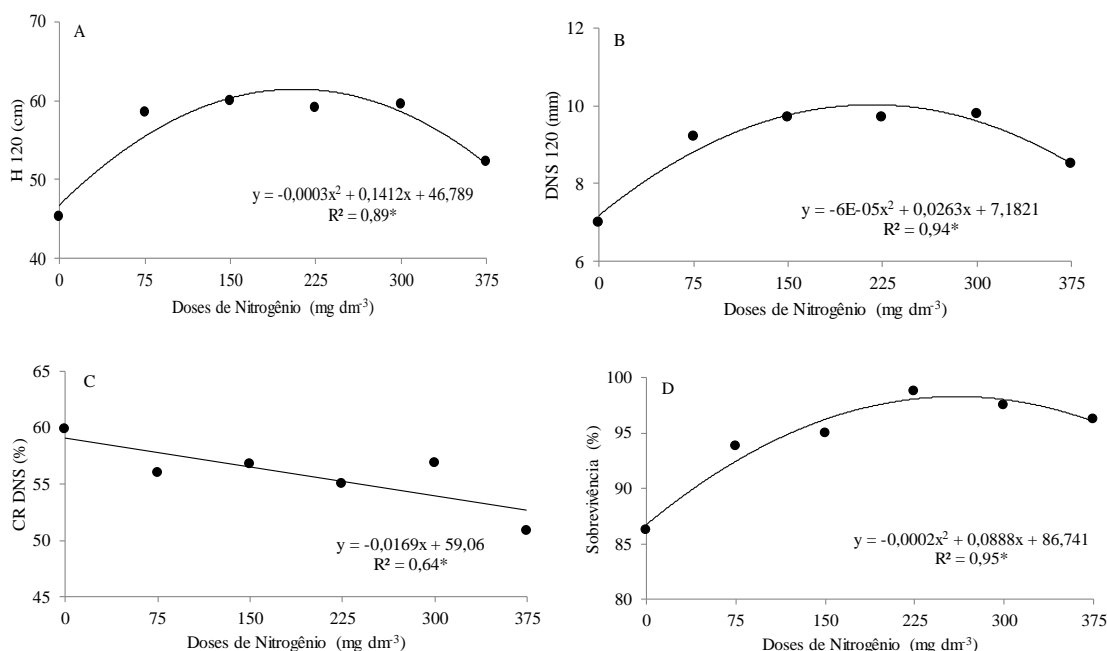 A
H 120 (cm)
70
60
50
40
y = -0,0003x² + 0,1412x + 46,789
R² = 0,89*
0 75 150 225 300 375
Doses de Nitrogênio (mg dm⁻³)
B
DNS 120 (mm)
12
10
8
6
y = -6E-05x² + 0,0263x + 7,1821
R² = 0,94*
0 75 150 225 300 375
Doses de Nitrogênio (mg dm⁻³)
C
CR DNS (%)
65
60
55
50
45
y = -0,0169x + 59,06
R² = 0,64*
0 75 150 225 300 375
Doses de Nitrogênio (mg dm⁻³)
D
Sobrevivência (%)
100
95
90
85
80
y = -0,0002x² + 0,0888x + 86,741
R² = 0,95*
0 75 150 225 300 375
Doses de Nitrogênio (mg dm⁻³)